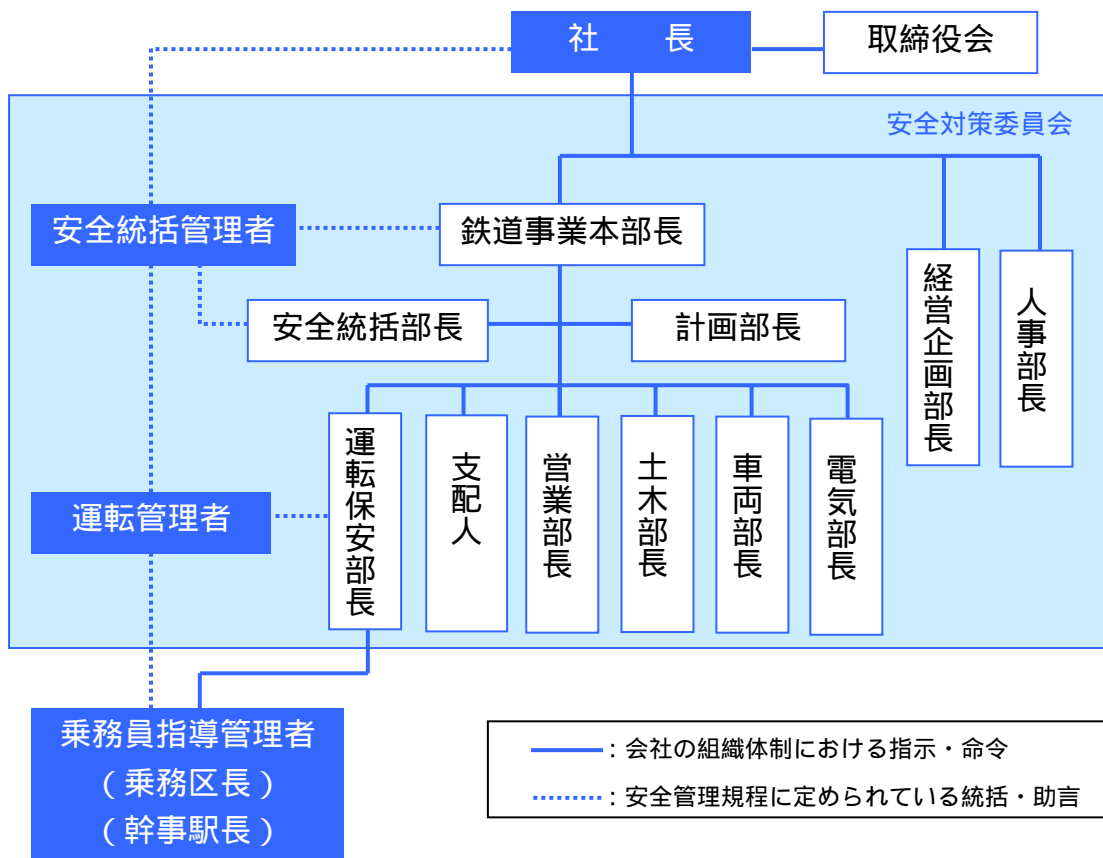 社　　長
取締役会
安全対策委員会
安全統括管理者
鉄道事業本部長
経営企画部長
人事部長
安全統括部長
計画部長
運転保安部長
支配人
営業部長
土木部長
車両部長
電気部長
運転管理者
乗務員指導管理者
（乗務区長）
（幹事駅長）
：会社の組織体制における指示・命令
：安全管理規程に定められている統括・助言